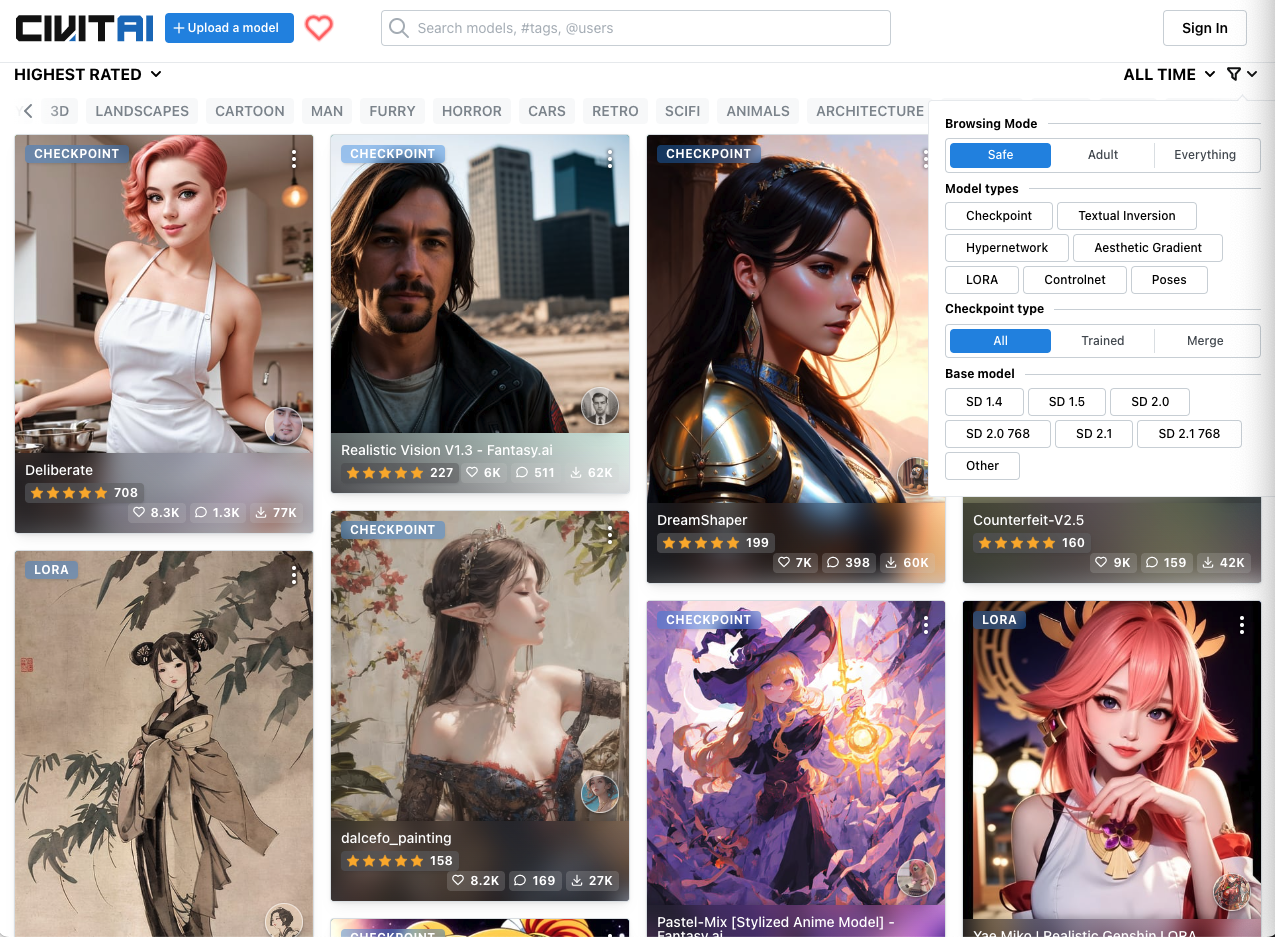 CIVITAI
+ Upload a model
Search models, #tags, @users
Sign In
HIGHEST RATED
ALL TIME
3D
LANDSCAPES
CARTOON
MAN
FURRY
HORROR
CARS
RETRO
SCIFI
ANIMALS
ARCHITECTURE
Browsing Mode
Safe
Adult
Everything
Model types
Checkpoint
Textual Inversion
Hypernetwork
Aesthetic Gradient
LORA
Controlnet
Poses
Checkpoint type
All
Trained
Merge
Base model
SD 1.4
SD 1.5
SD 2.0
SD 2.0 768
SD 2.1
SD 2.1 768
Other
CHECKPOINT
Deliberate
708
8.3K 1.3K 77K
CHECKPOINT
Realistic Vision V1.3 - Fantasy.ai
227 6K 511 62K
CHECKPOINT
DreamShaper
199
7K 398 60K
Counterfeit-V2.5
160
9K 159 42K
LORA
CHECKPOINT
dalcefo_painting
158
8.2K 169 27K
CHECKPOINT
Pastel-Mix [Stylized Anime Model] -
Fantasy.ai
LORA
Yae Miko | Realistic Genshin LORA
CHECKPOINT